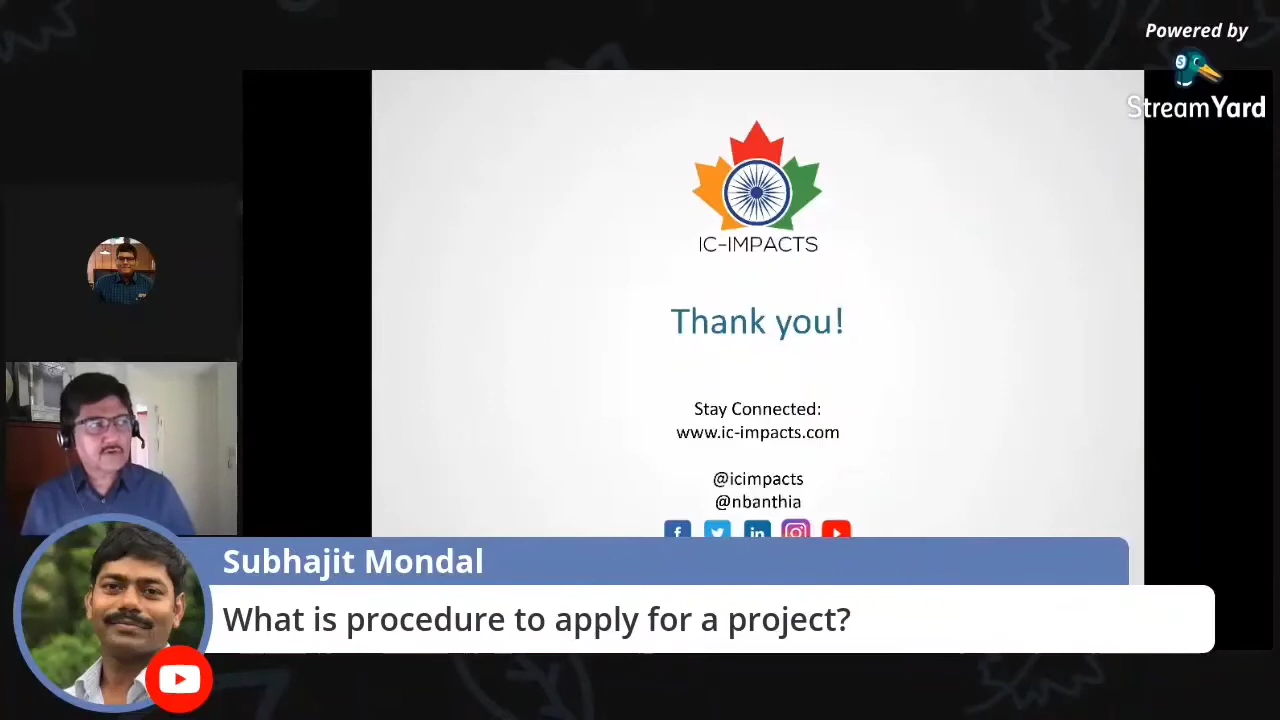 Powered by
StreamYard
IC-IMPACTS
Thank you!
Stay Connected:
www.ic-impacts.com
@icimpacts
@nbanthia
Subhajit Mondal
What is procedure to apply for a project?